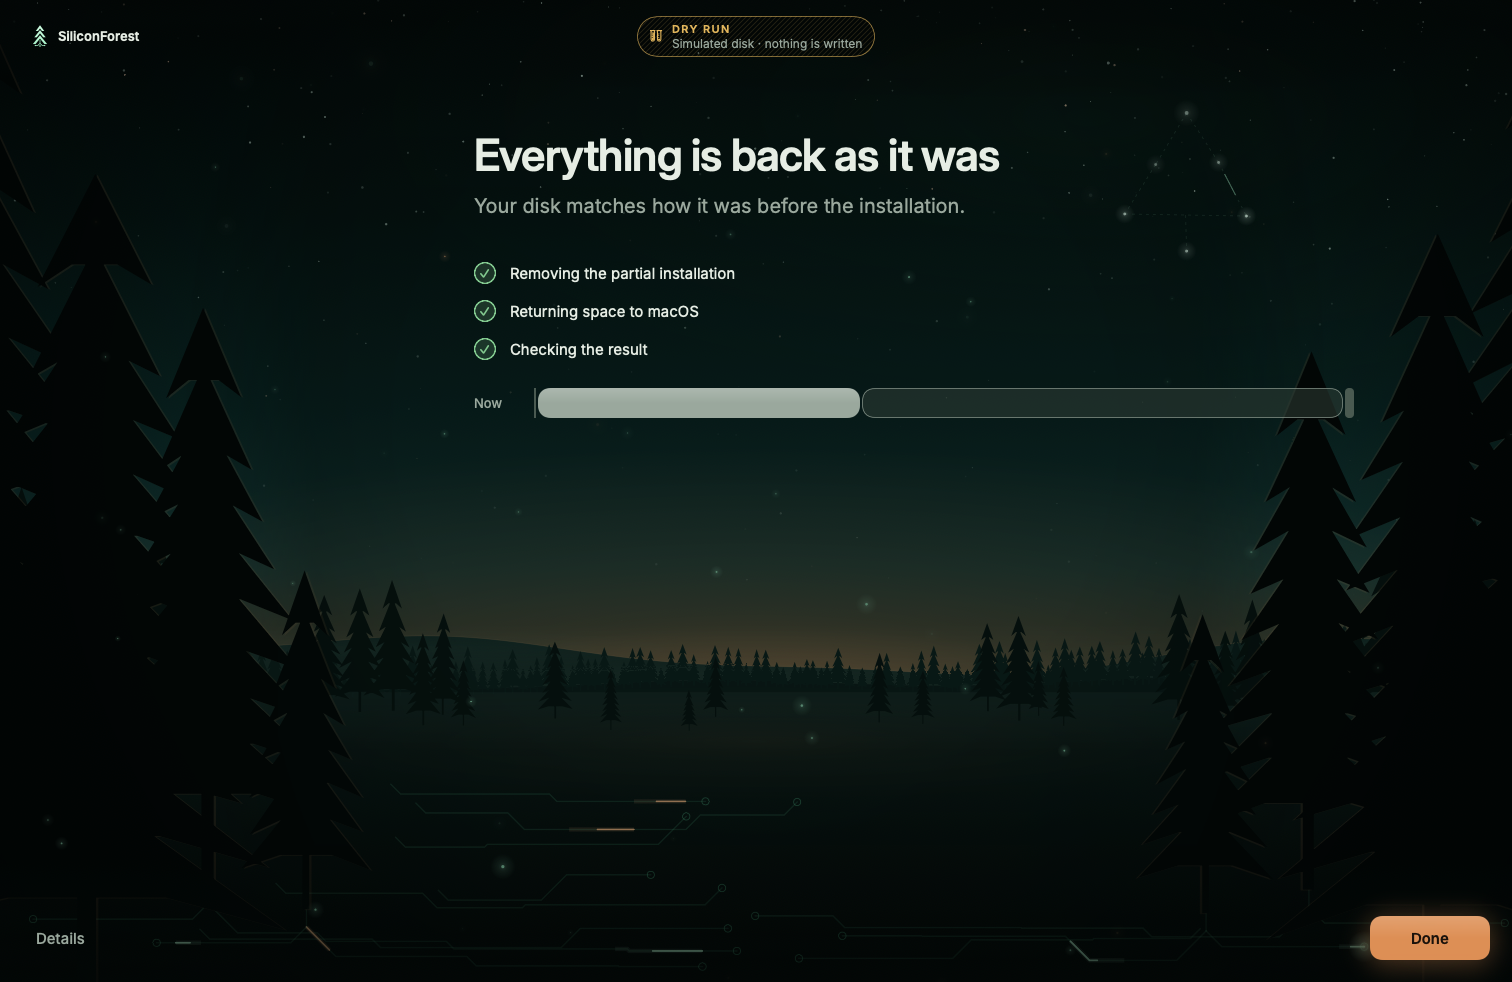 SiliconForest
DRY RUN
Simulated disk · nothing is written
Everything is back as it was
Your disk matches how it was before the installation.
Removing the partial installation
Returning space to macOS
Checking the result
Now
Details
Done